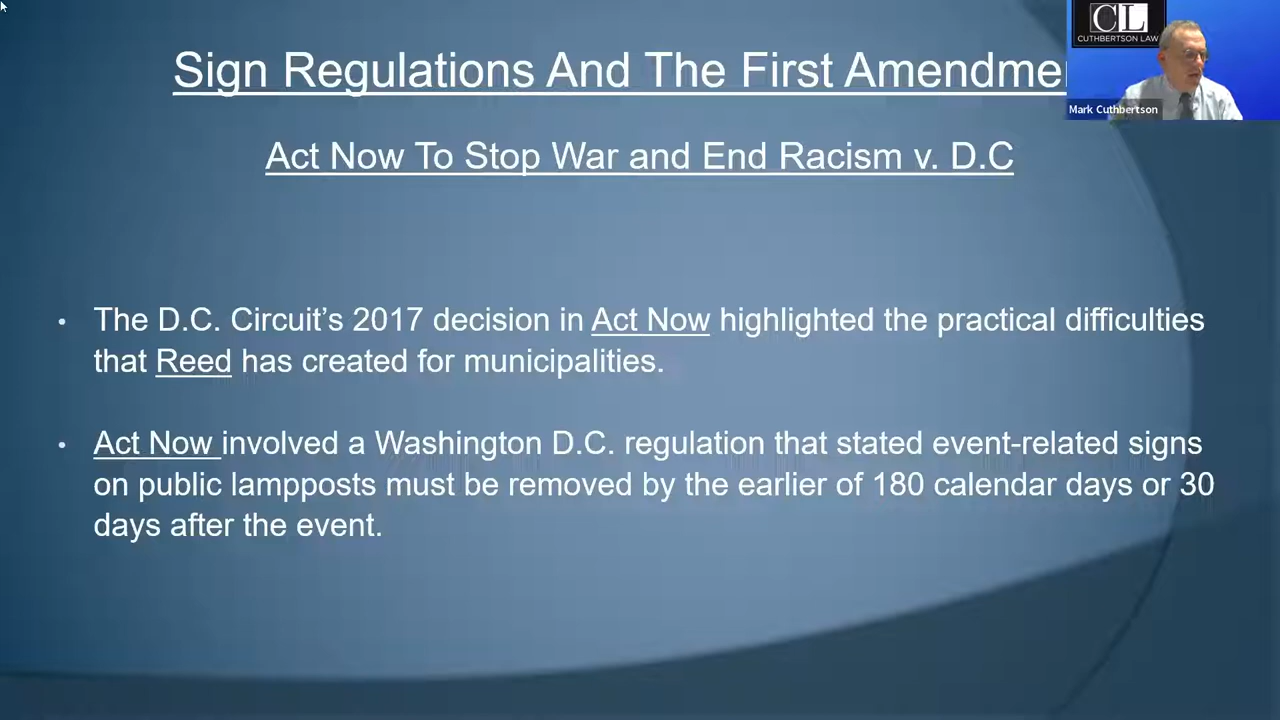 CL
CUTHBERTSON LAW
Mark Cuthbertson
Sign Regulations And The First Amendmen
Act Now To Stop War and End Racism v. D.C
• The D.C. Circuit’s 2017 decision in Act Now highlighted the practical difficulties
that Reed has created for municipalities.
• Act Now involved a Washington D.C. regulation that stated event-related signs
on public lampposts must be removed by the earlier of 180 calendar days or 30
days after the event.